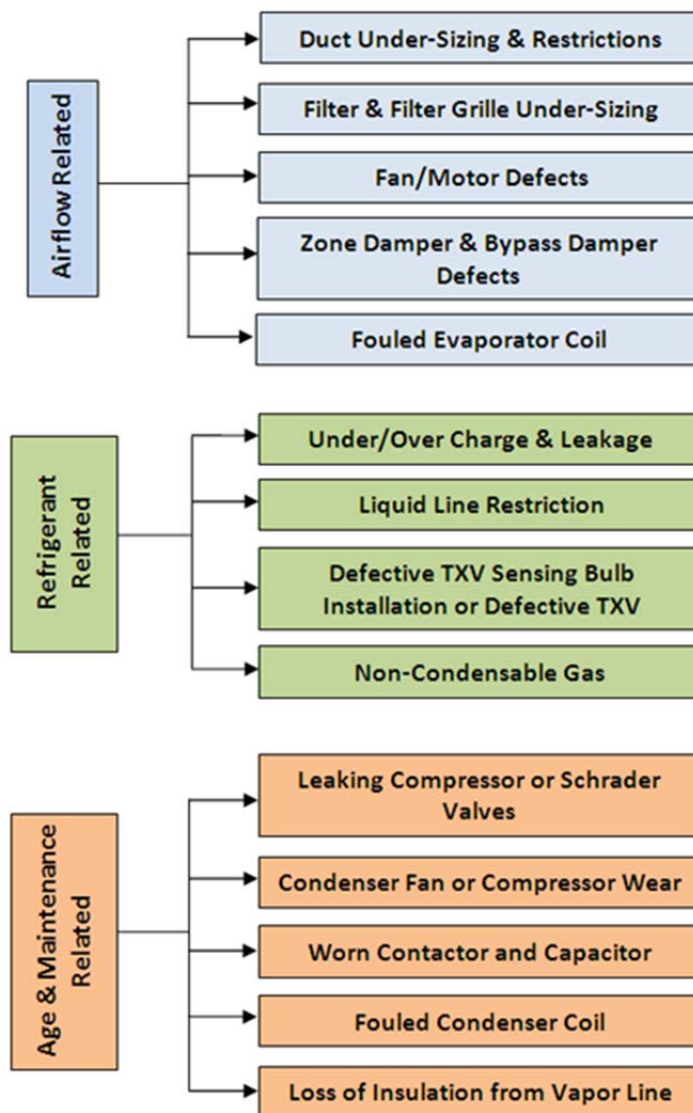 Airflow Related
Duct Under-Sizing & Restrictions
Filter & Filter Grille Under-Sizing
Fan/Motor Defects
Zone Damper & Bypass Damper
Defects
Fouled Evaporator Coil
Refrigerant
Related
Under/Over Charge & Leakage
Liquid Line Restriction
Defective TXV Sensing Bulb
Installation or Defective TXV
Non-Condensable Gas
Age & Maintenance
Related
Leaking Compressor or Schrader
Valves
Condenser Fan or Compressor Wear
Worn Contactor and Capacitor
Fouled Condenser Coil
Loss of Insulation from Vapor Line